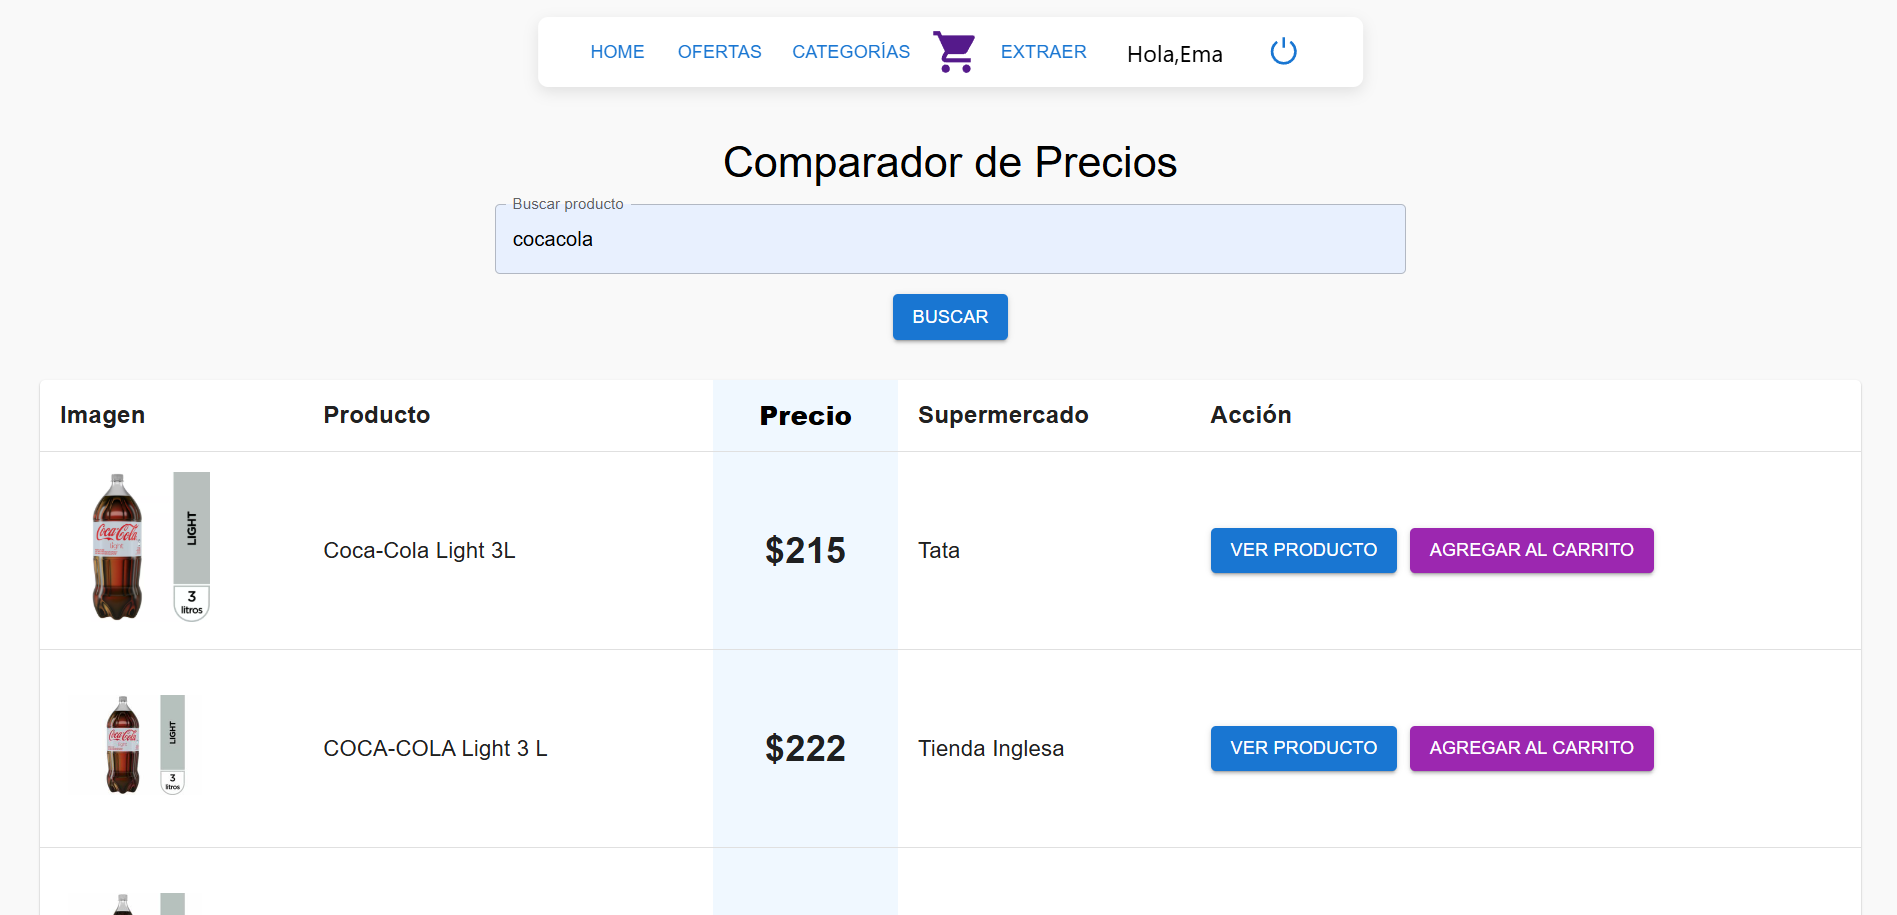 HOME OFERTAS CATEGORÍAS EXTRAER Hola,Ema
Comparador de Precios
Buscar producto
cocacola
BUSCAR
Imagen Producto Precio Supermercado Acción
Coca-Cola
light
LIGHT
3
litros
Coca-Cola Light 3L $215 Tata VER PRODUCTO AGREGAR AL CARRITO
Coca-Cola
LIGHT
3
litros
COCA-COLA Light 3 L $222 Tienda Inglesa VER PRODUCTO AGREGAR AL CARRITO